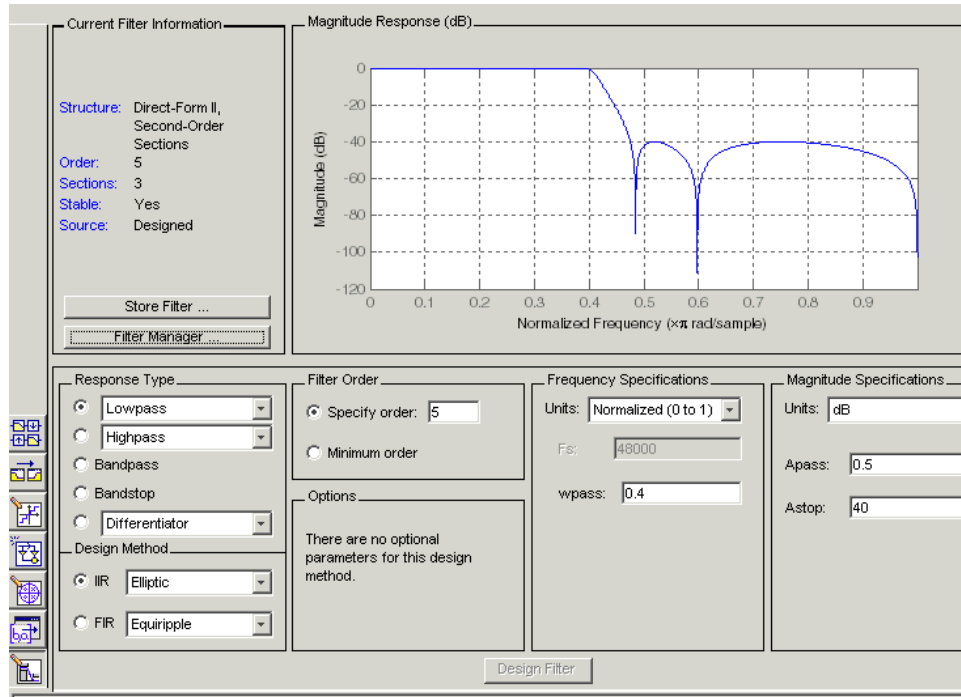 Current Filter Information
Structure: Direct-Form II,
Second-Order
Sections
Order: 5
Sections: 3
Stable: Yes
Source: Designed
Store Filter ...
Filter Manager ...
Magnitude Response (dB)
Magnitude (dB)
0
-20
-40
-60
-80
-100
-120
0 0.1 0.2 0.3 0.4 0.5 0.6 0.7 0.8 0.9
Normalized Frequency (×π rad/sample)
Response Type
Lowpass
Highpass
Bandpass
Bandstop
Differentiator
Design Method
IIR Elliptic
FIR Equiripple
Filter Order
Specify order: 5
Minimum order
Options
There are no optional
parameters for this design
method.
Frequency Specifications
Units: Normalized (0 to 1)
Fs: 48000
wpass: 0.4
Magnitude Specifications
Units: dB
Apass: 0.5
Astop: 40
Design Filter